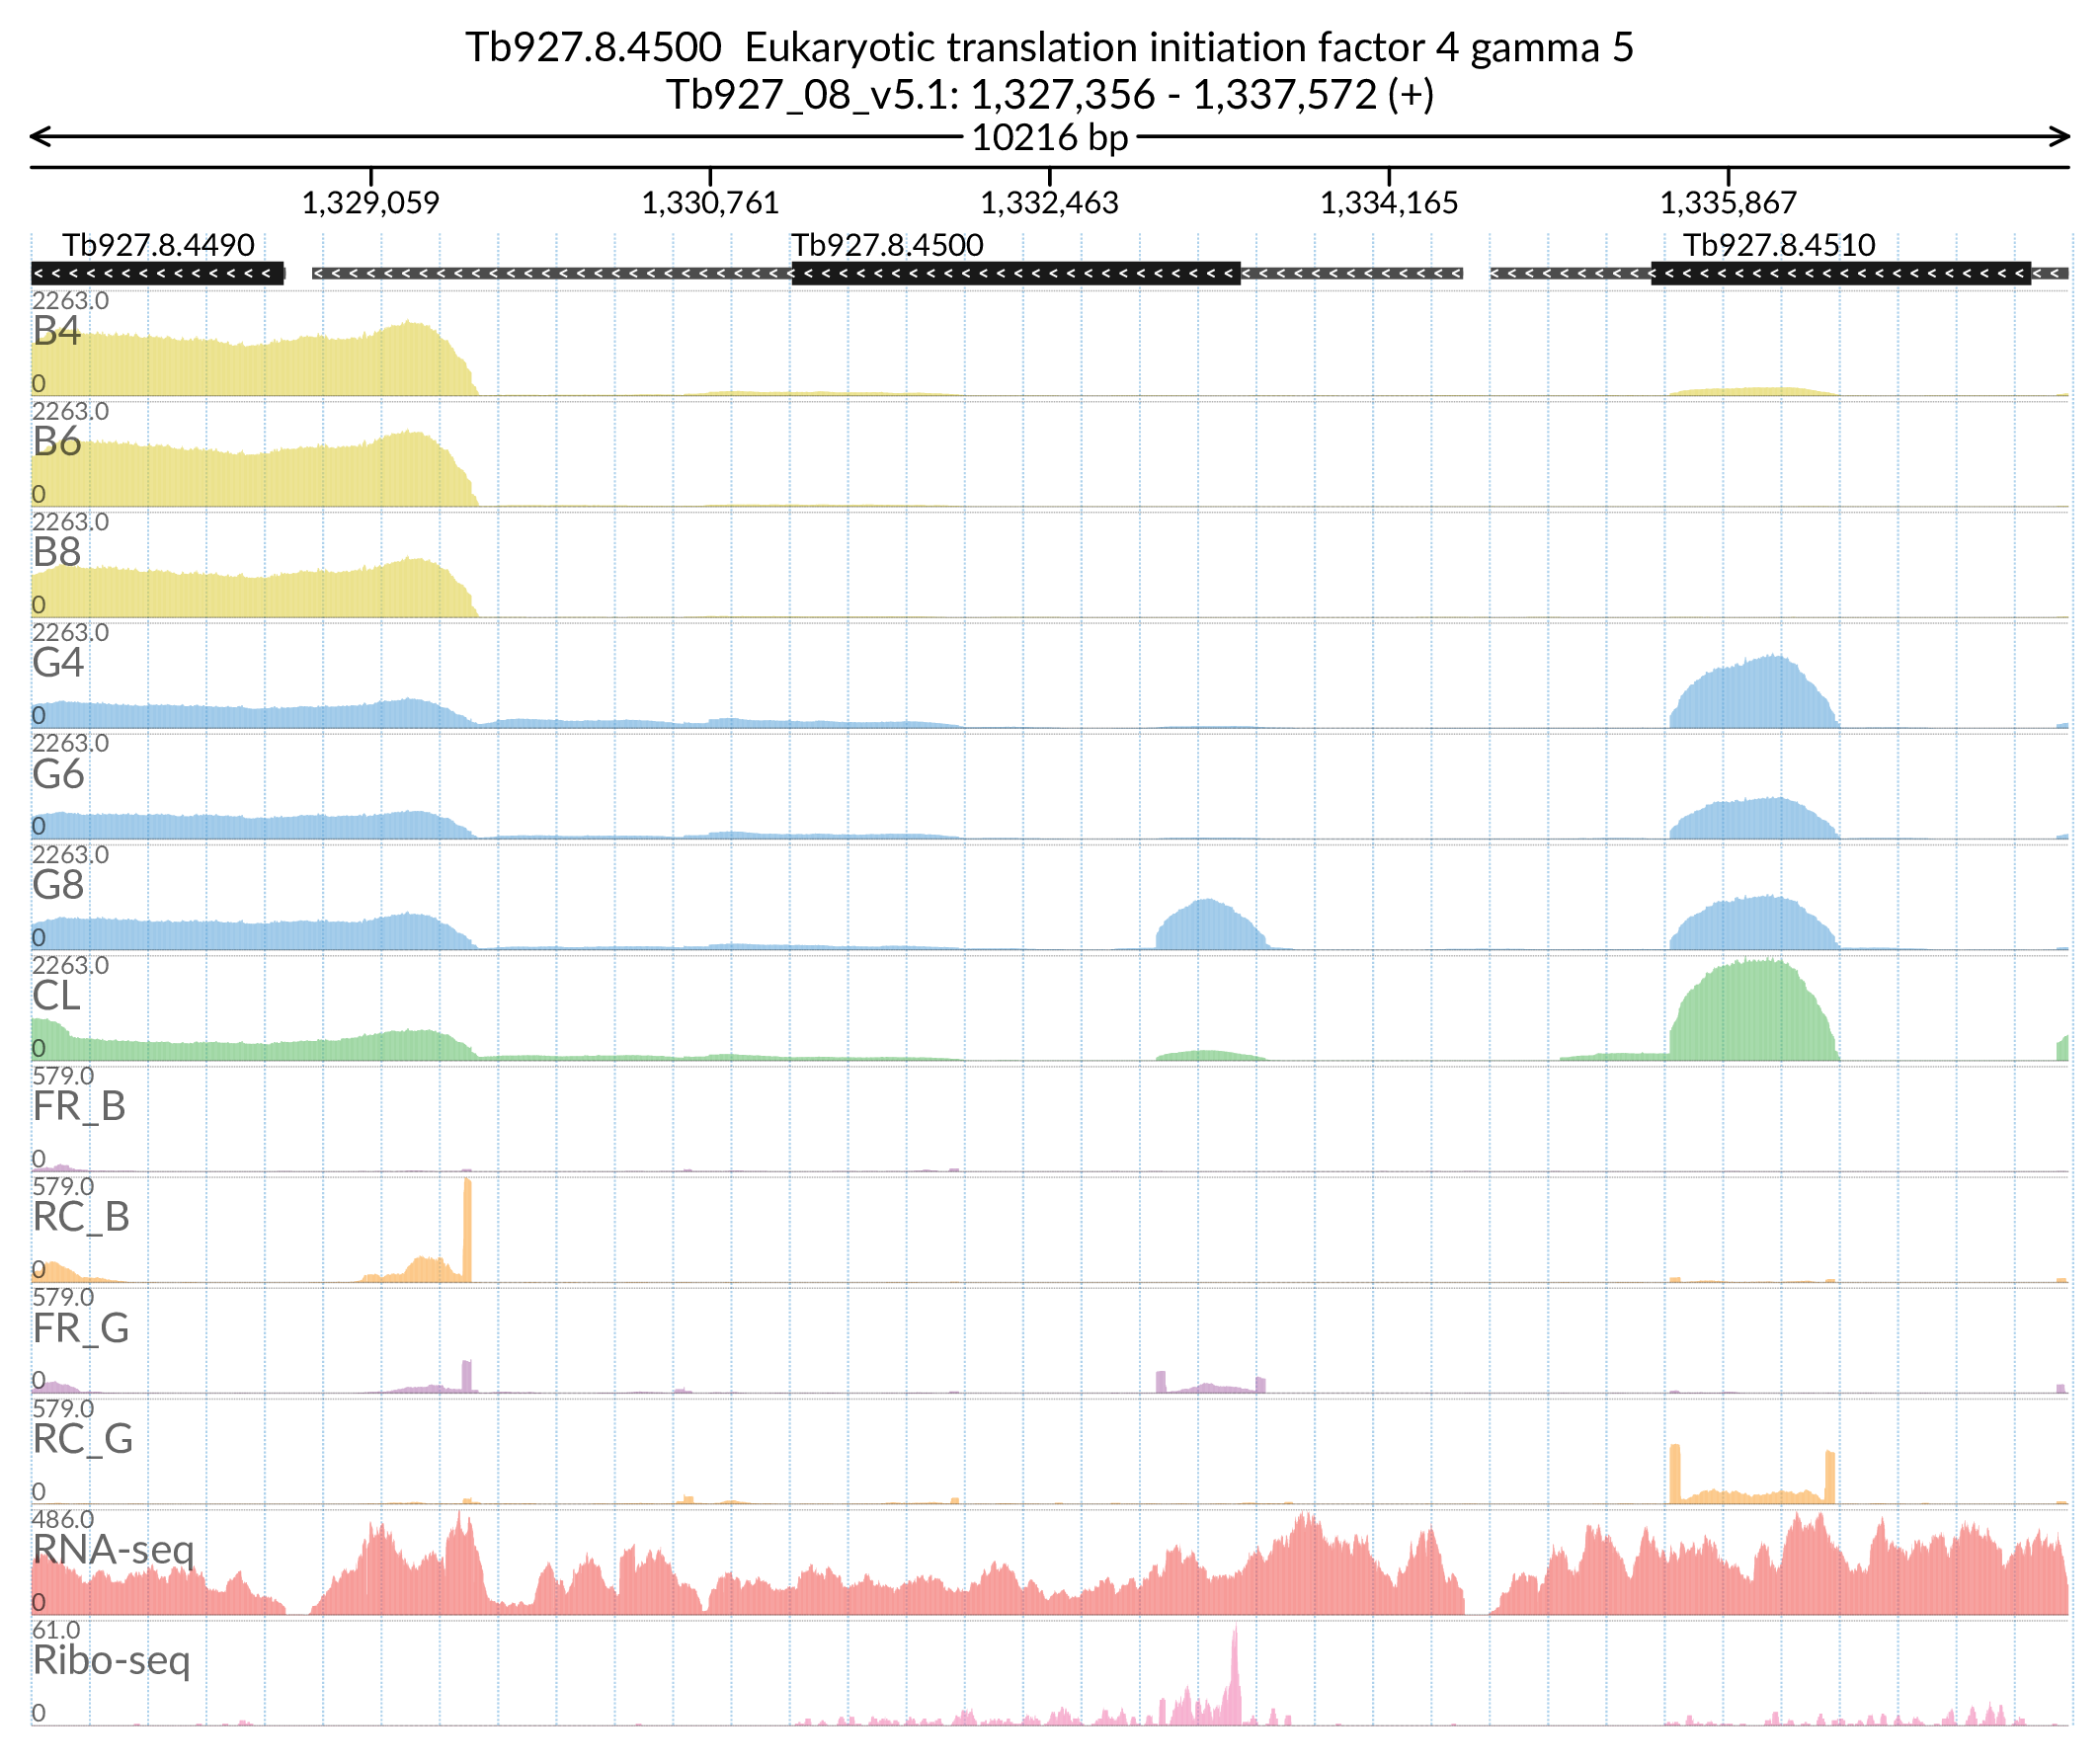 Tb927.8.4500  Eukaryotic translation initiation factor 4 gamma 5
Tb927_08_v5.1: 1,327,356 - 1,337,572 (+)
10216 bp
1,329,059 1,330,761 1,332,463 1,334,165 1,335,867
Tb927.8.4490 Tb927.8.4500 Tb927.8.4510
2263.0
B4
0
2263.0
B6
0
2263.0
B8
0
2263.0
G4
0
2263.0
G6
0
2263.0
G8
0
2263.0
CL
0
579.0
FR_B
0
579.0
RC_B
0
579.0
FR_G
0
579.0
RC_G
0
486.0
RNA-seq
0
61.0
Ribo-seq
0